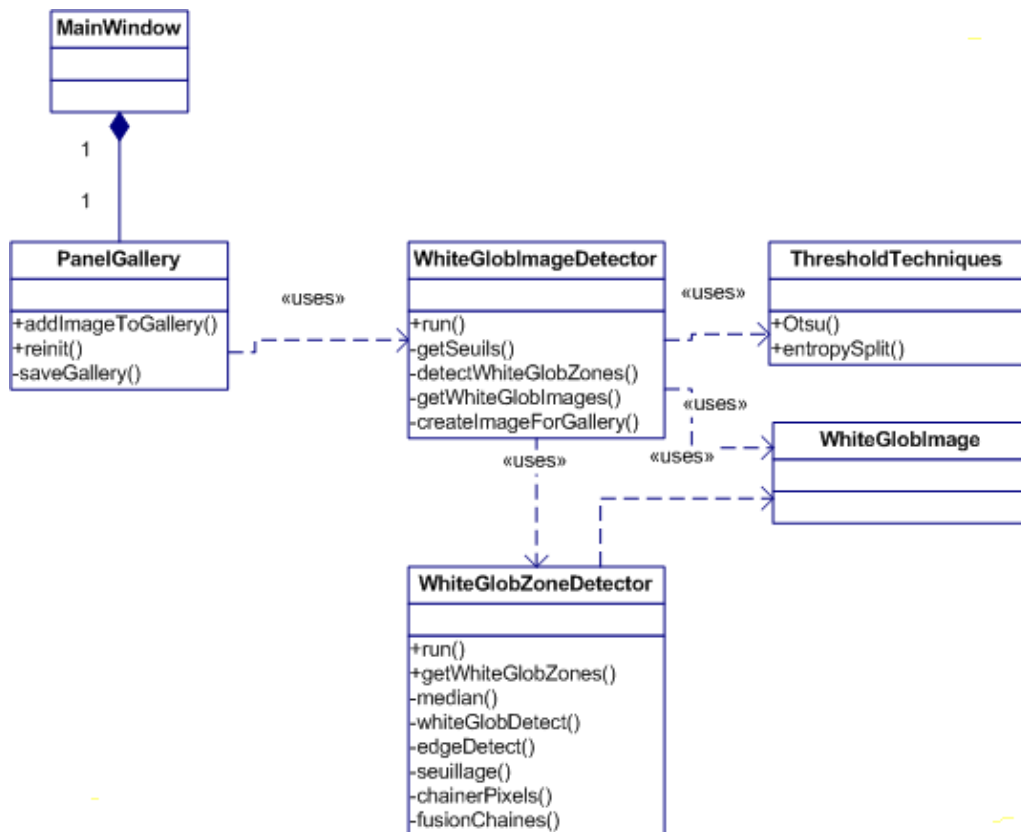 MainWindow
1
1
PanelGallery
+addImageToGallery()
+reinit()
-saveGallery()
«uses»
WhiteGlobImageDetector
+run()
-getSeuils()
-detectWhiteGlobZones()
-getWhiteGlobImages()
-createImageForGallery()
«uses»
ThresholdTechniques
+Otsu()
+entropySplit()
«uses»
«uses»
«uses»
WhiteGlobImage
WhiteGlobZoneDetector
+run()
+getWhiteGlobZones()
-median()
-whiteGlobDetect()
-edgeDetect()
-seuillage()
-chainerPixels()
-fusionChaines()